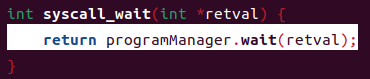 int syscall_wait(int *retval) {
    return programManager.wait(retval);
}